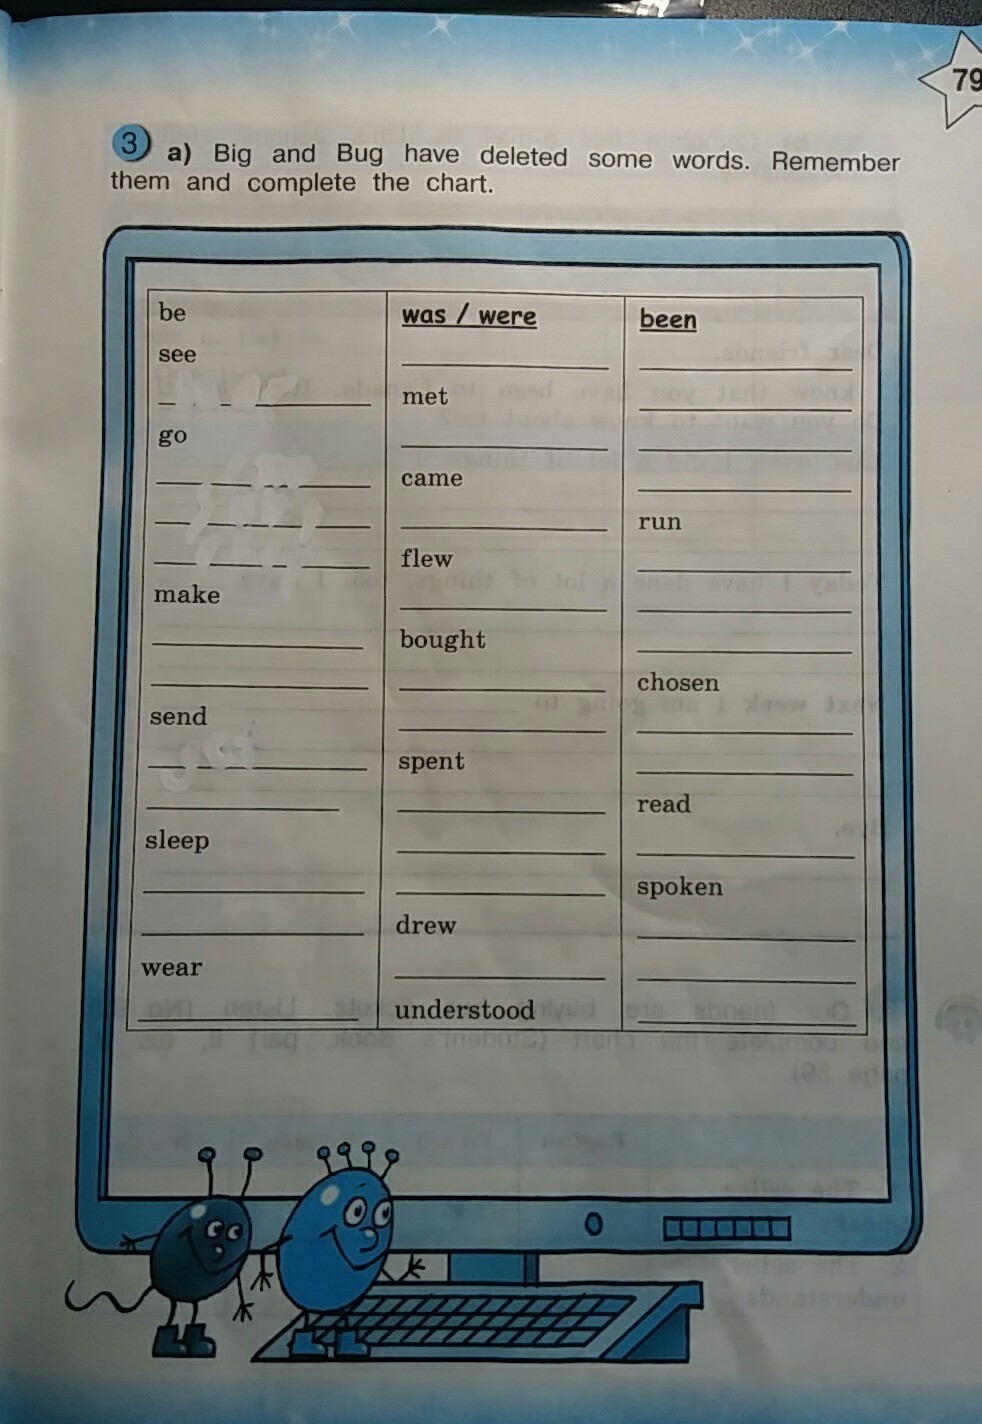 79
3 a) Big and Bug have deleted some words. Remember
them and complete the chart.
be was / were been
see
met
go
came
run
flew
make
bought
chosen
send
spent
read
sleep
spoken
drew
wear
understood